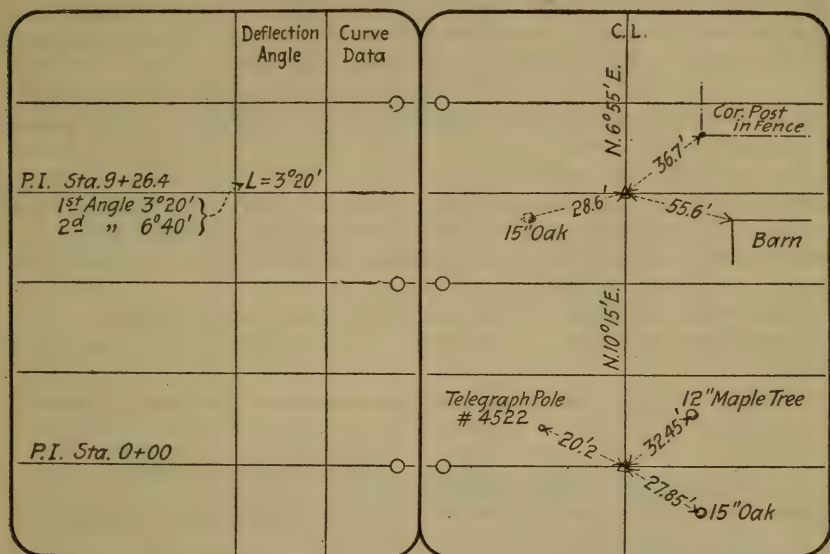 Deflection Angle
Curve Data
P.I. Sta. 9+26.4
L=3°20'
1st Angle 3°20'
2d " 6°40'
P.I. Sta. 0+00
C.L.
N.6°55'E.
Cor. Post
in Fence
36.7'
28.6'
55.6'
15"Oak
Barn
N.10°15'E.
Telegraph Pole
# 4522
12"Maple Tree
20'.2
32.45'
27.85'
15"Oak